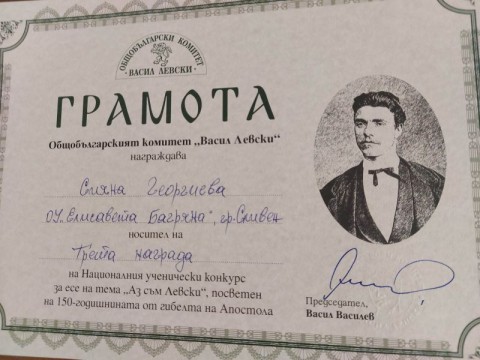 ОБЩОБЪЛГАРСКИ КОМИТЕТ
· ВАСИЛ ЛЕВСКИ ·
ГРАМОТА
Общобългарският комитет „Васил Левски“
награждава
Сияна Георгиева
ОУ „Елисавета Багряна“, гр. Сливен
носител на
Трета награда
на Националния ученически конкурс
за есе на тема „Аз съм Левски“, посветен
на 150-годишнината от гибелта на Апостола
Председател,
Васил Василев